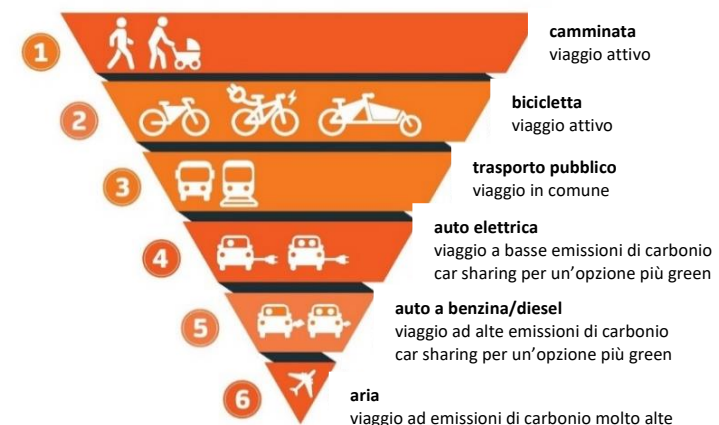 1
camminata
viaggio attivo
2
bicicletta
viaggio attivo
3
trasporto pubblico
viaggio in comune
4
auto elettrica
viaggio a basse emissioni di carbonio
car sharing per un’opzione più green
5
auto a benzina/diesel
viaggio ad alte emissioni di carbonio
car sharing per un’opzione più green
6
aria
viaggio ad emissioni di carbonio molto alte